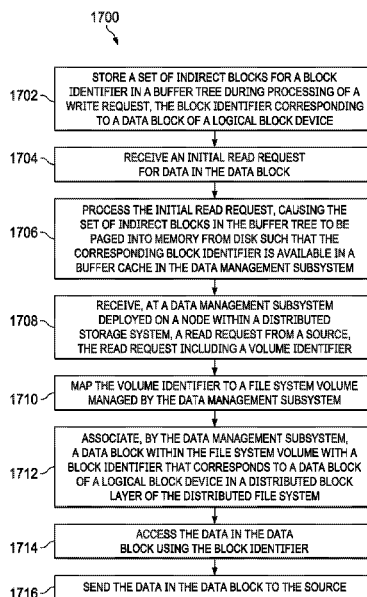 1700
1702
STORE A SET OF INDIRECT BLOCKS FOR A BLOCK
IDENTIFIER IN A BUFFER TREE DURING PROCESSING OF A
WRITE REQUEST, THE BLOCK IDENTIFIER CORRESPONDING
TO A DATA BLOCK OF A LOGICAL BLOCK DEVICE
1704
RECEIVE AN INITIAL READ REQUEST
FOR DATA IN THE DATA BLOCK
1706
PROCESS THE INITIAL READ REQUEST, CAUSING THE
SET OF INDIRECT BLOCKS IN THE BUFFER TREE TO BE
PAGED INTO MEMORY FROM DISK SUCH THAT THE
CORRESPONDING BLOCK IDENTIFIER IS AVAILABLE IN A
BUFFER CACHE IN THE DATA MANAGEMENT SUBSYSTEM
1708
RECEIVE, AT A DATA MANAGEMENT SUBSYSTEM
DEPLOYED ON A NODE WITHIN A DISTRIBUTED
STORAGE SYSTEM, A READ REQUEST FROM A SOURCE,
THE READ REQUEST INCLUDING A VOLUME IDENTIFIER
1710
MAP THE VOLUME IDENTIFIER TO A FILE SYSTEM VOLUME
MANAGED BY THE DATA MANAGEMENT SUBSYSTEM
1712
ASSOCIATE, BY THE DATA MANAGEMENT SUBSYSTEM,
A DATA BLOCK WITHIN THE FILE SYSTEM VOLUME WITH A
BLOCK IDENTIFIER THAT CORRESPONDS TO A DATA BLOCK
OF A LOGICAL BLOCK DEVICE IN A DISTRIBUTED BLOCK
LAYER OF THE DISTRIBUTED FILE SYSTEM
1714
ACCESS THE DATA IN THE DATA
BLOCK USING THE BLOCK IDENTIFIER
1716
SEND THE DATA IN THE DATA BLOCK TO THE SOURCE